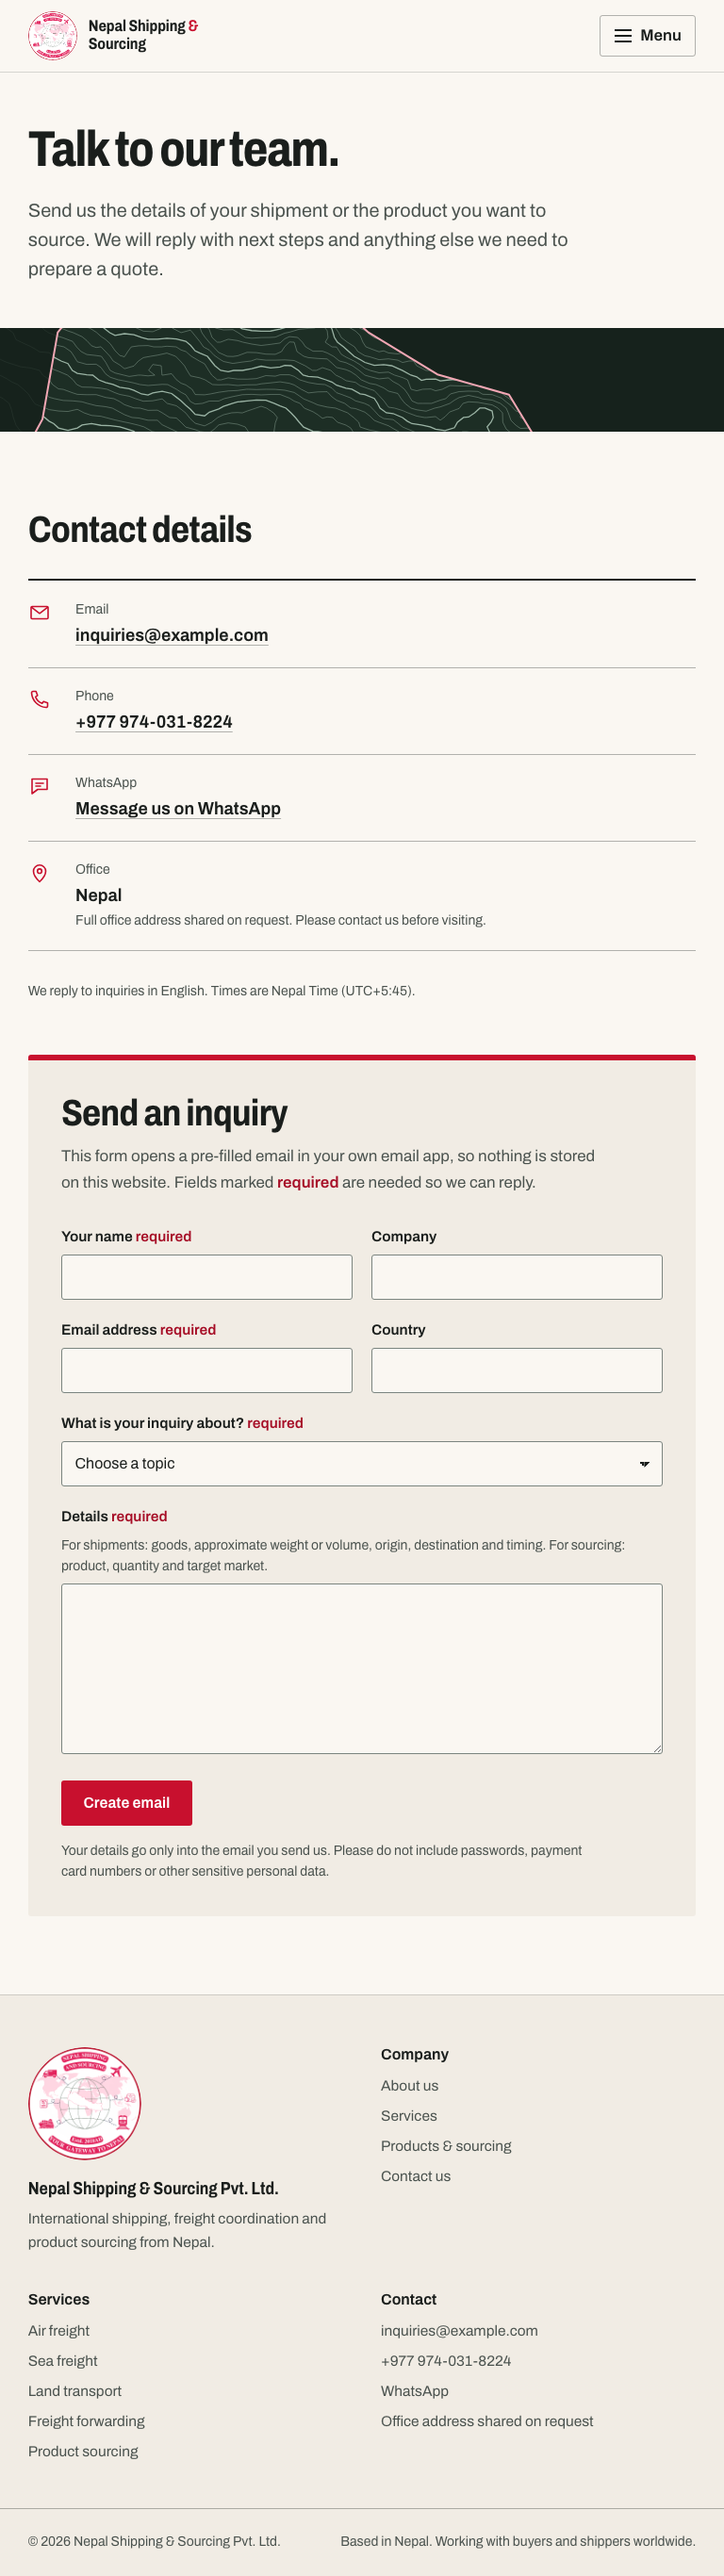 Nepal Shipping &
Sourcing
Menu
Talk to our team.
Send us the details of your shipment or the product you want to
source. We will reply with next steps and anything else we need to
prepare a quote.
Contact details
Email
inquiries@example.com
Phone
+977 974-031-8224
WhatsApp
Message us on WhatsApp
Office
Nepal
Full office address shared on request. Please contact us before visiting.
We reply to inquiries in English. Times are Nepal Time (UTC+5:45).
Send an inquiry
This form opens a pre-filled email in your own email app, so nothing is stored
on this website. Fields marked required are needed so we can reply.
Your name required
Company
Email address required
Country
What is your inquiry about? required
Choose a topic
Details required
For shipments: goods, approximate weight or volume, origin, destination and timing. For sourcing:
product, quantity and target market.
Create email
Your details go only into the email you send us. Please do not include passwords, payment
card numbers or other sensitive personal data.
NEPAL SHIPPING
AND SOURCING
YOUR GATEWAY TO NEPAL
Nepal Shipping & Sourcing Pvt. Ltd.
International shipping, freight coordination and
product sourcing from Nepal.
Company
About us
Services
Products & sourcing
Contact us
Services
Air freight
Sea freight
Land transport
Freight forwarding
Product sourcing
Contact
inquiries@example.com
+977 974-031-8224
WhatsApp
Office address shared on request
© 2026 Nepal Shipping & Sourcing Pvt. Ltd.
Based in Nepal. Working with buyers and shippers worldwide.